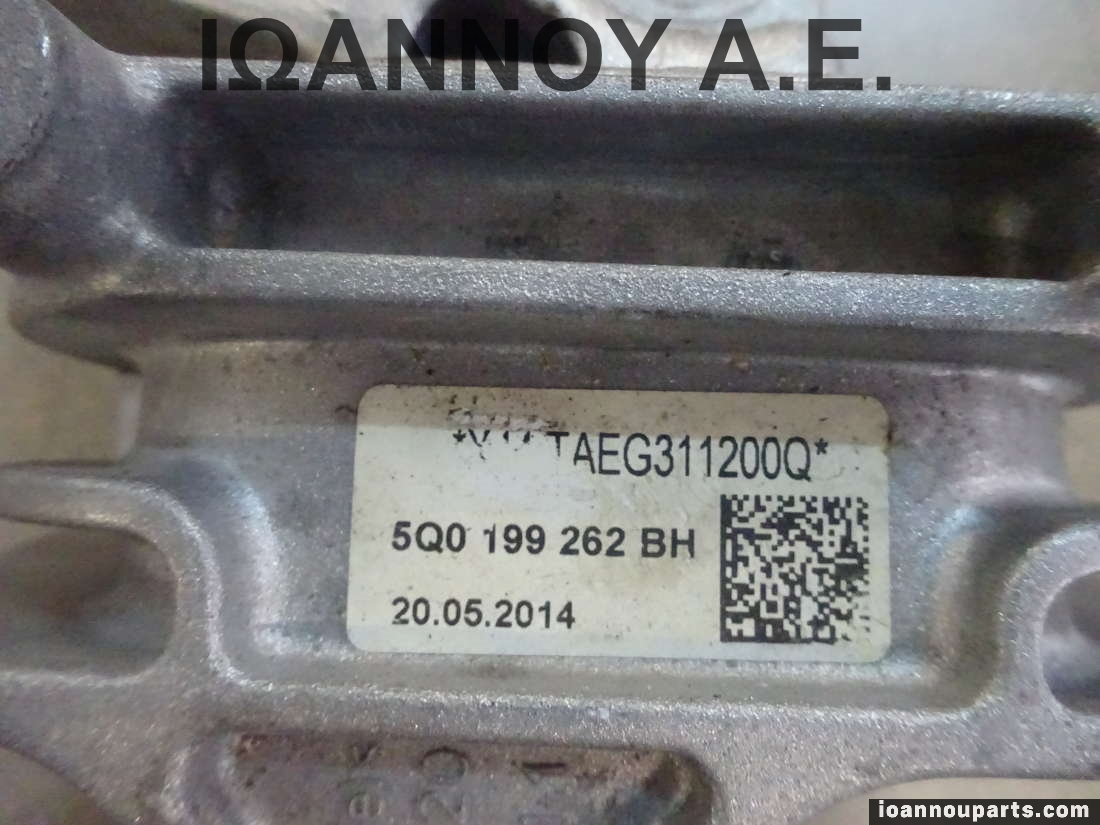 ΙΩΑΝΝΟΥ Α.Ε.
TAEG311200Q*
5Q0 199 262 BH
20.05.2014
ioannouparts.com